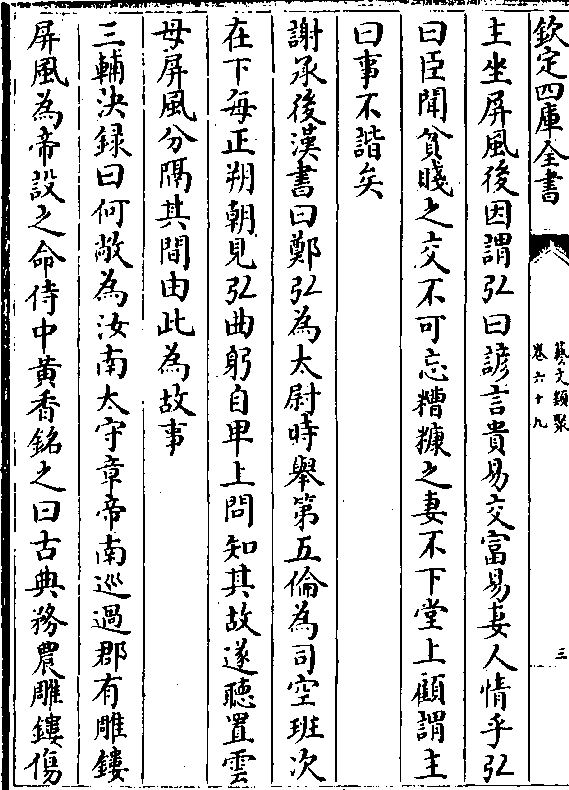 欽定四庫全書
藝文類聚
卷六十九
三
主坐屏風後因謂弘曰諺言貴易交富易妻人情乎弘
曰臣聞貧賤之交不可忘糟糠之妻不下堂上顧謂主
曰事不諧矣
謝承後漢書曰鄭弘為太尉時舉第五倫為司空班次
在下每正朔朝見弘曲躬自卑上問知其故遂聽置雲
母屏風分隔其間由此為故事
三輔決録曰何敞為汝南太守章帝南巡過郡有雕鏤
屏風為帝設之命侍中黄香銘之曰古典務農雕鏤傷